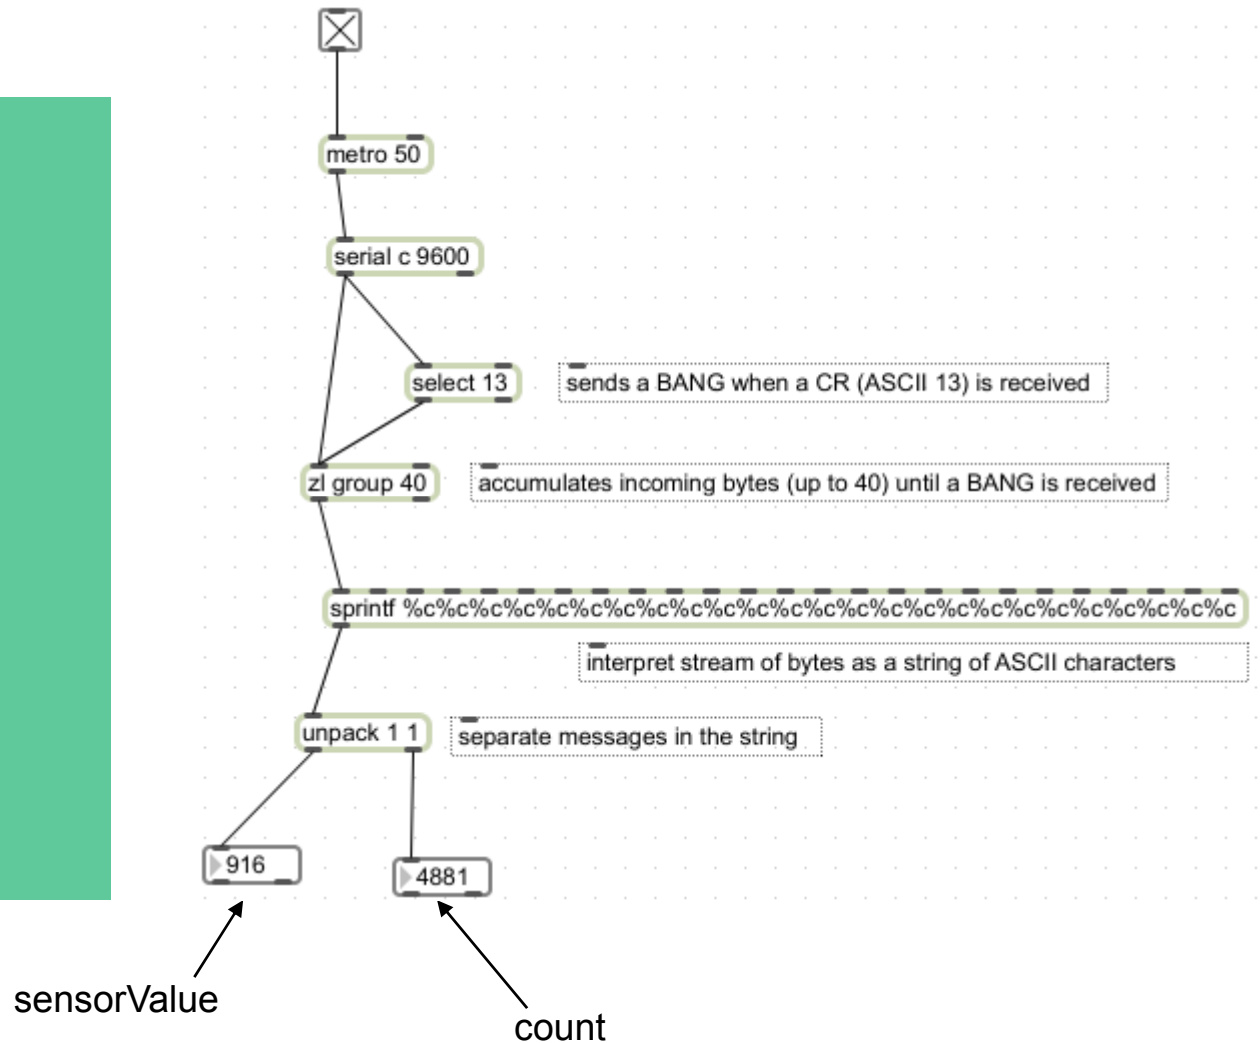 metro 50
serial c 9600
select 13
sends a BANG when a CR (ASCII 13) is received
zl group 40
accumulates incoming bytes (up to 40) until a BANG is received
sprintf %c%c%c%c%c%c%c%c%c%c%c%c%c%c%c%c%c%c%c%c%c%c%c%c%c
interpret stream of bytes as a string of ASCII characters
unpack 1 1
separate messages in the string
916
4881
sensorValue
count